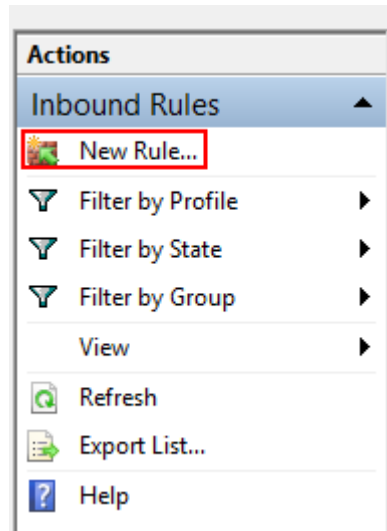 Actions
Inbound Rules
New Rule...
Filter by Profile
Filter by State
Filter by Group
View
Refresh
Export List...
Help